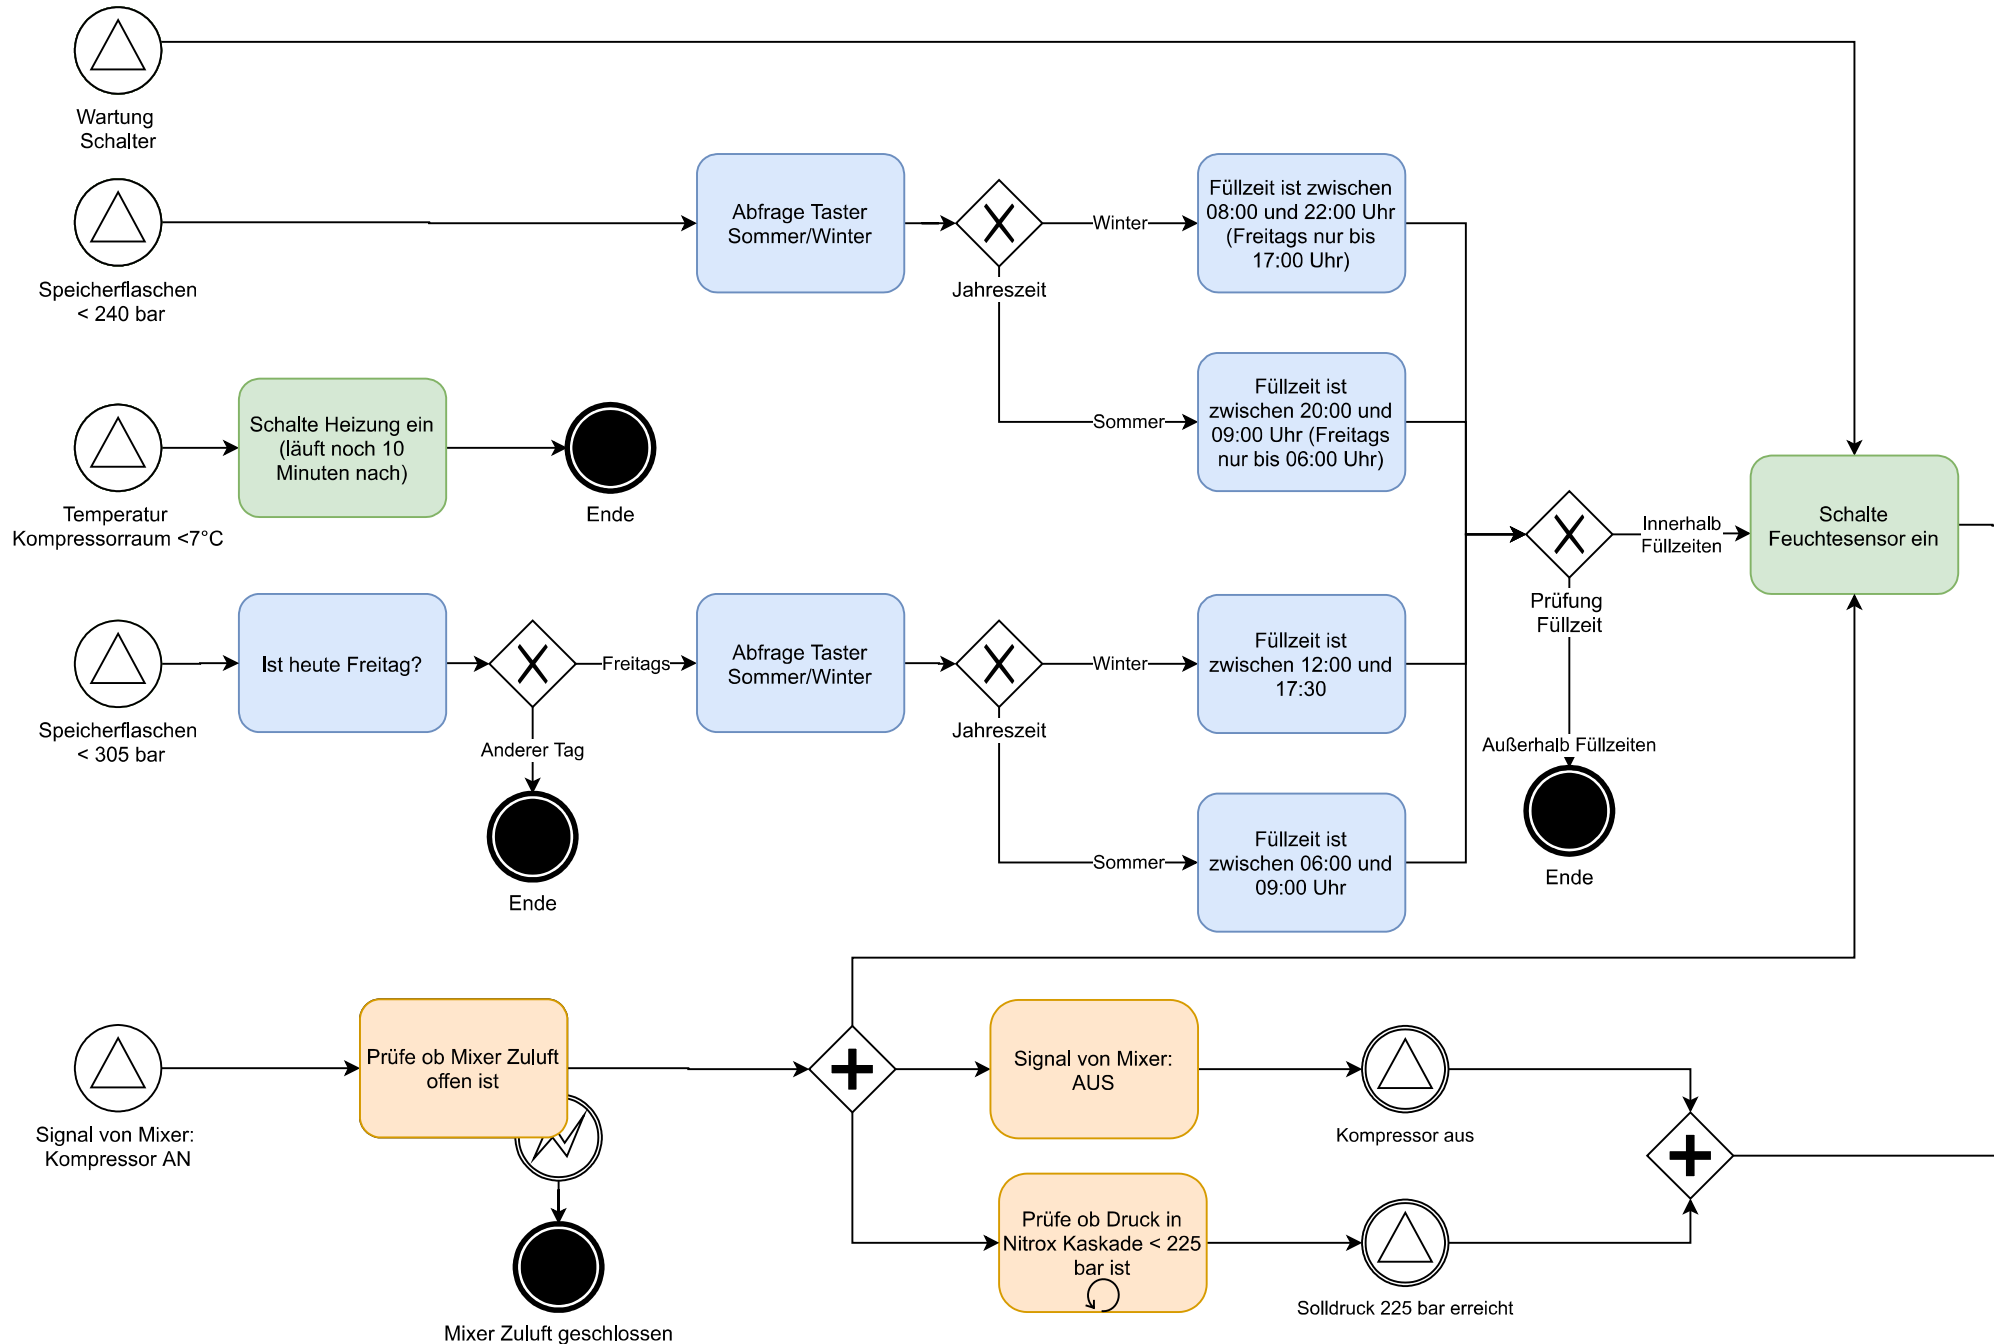 Wartung
Schalter
Speicherflaschen
< 240 bar
Abfrage Taster
Sommer/Winter
Jahreszeit
Winter
Füllzeit ist zwischen
08:00 und 22:00 Uhr
(Freitags nur bis
17:00 Uhr)
Sommer
Füllzeit ist
zwischen 20:00 und
09:00 Uhr (Freitags
nur bis 06:00 Uhr)
Temperatur
Kompressorraum <7°C
Schalte Heizung ein
(läuft noch 10
Minuten nach)
Ende
Prüfung
Füllzeit
Innerhalb
Füllzeiten
Schalte
Feuchtesensor ein
Außerhalb Füllzeiten
Ende
Speicherflaschen
< 305 bar
Ist heute Freitag?
Freitags
Anderer Tag
Ende
Abfrage Taster
Sommer/Winter
Jahreszeit
Winter
Füllzeit ist
zwischen 12:00 und
17:30
Sommer
Füllzeit ist
zwischen 06:00 und
09:00 Uhr
Signal von Mixer:
Kompressor AN
Prüfe ob Mixer Zuluft
offen ist
Mixer Zuluft geschlossen
Signal von Mixer:
AUS
Kompressor aus
Prüfe ob Druck in
Nitrox Kaskade < 225
bar ist
Solldruck 225 bar erreicht